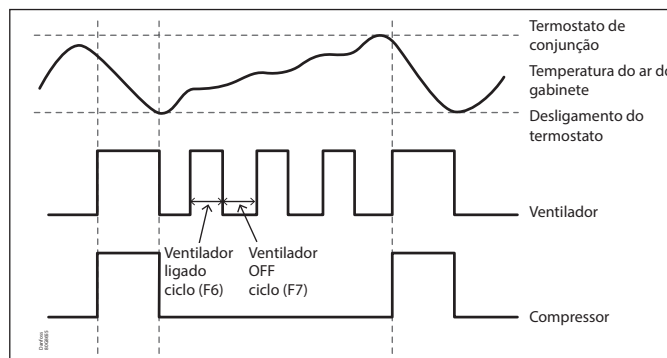 Termostato de
conjunção
Temperatura do ar do
gabinete
Desligamento do
termostato
Ventilador
Ventilador
ligado
ciclo (F6)
Ventilador
OFF
ciclo (F7)
Compressor
Danfoss